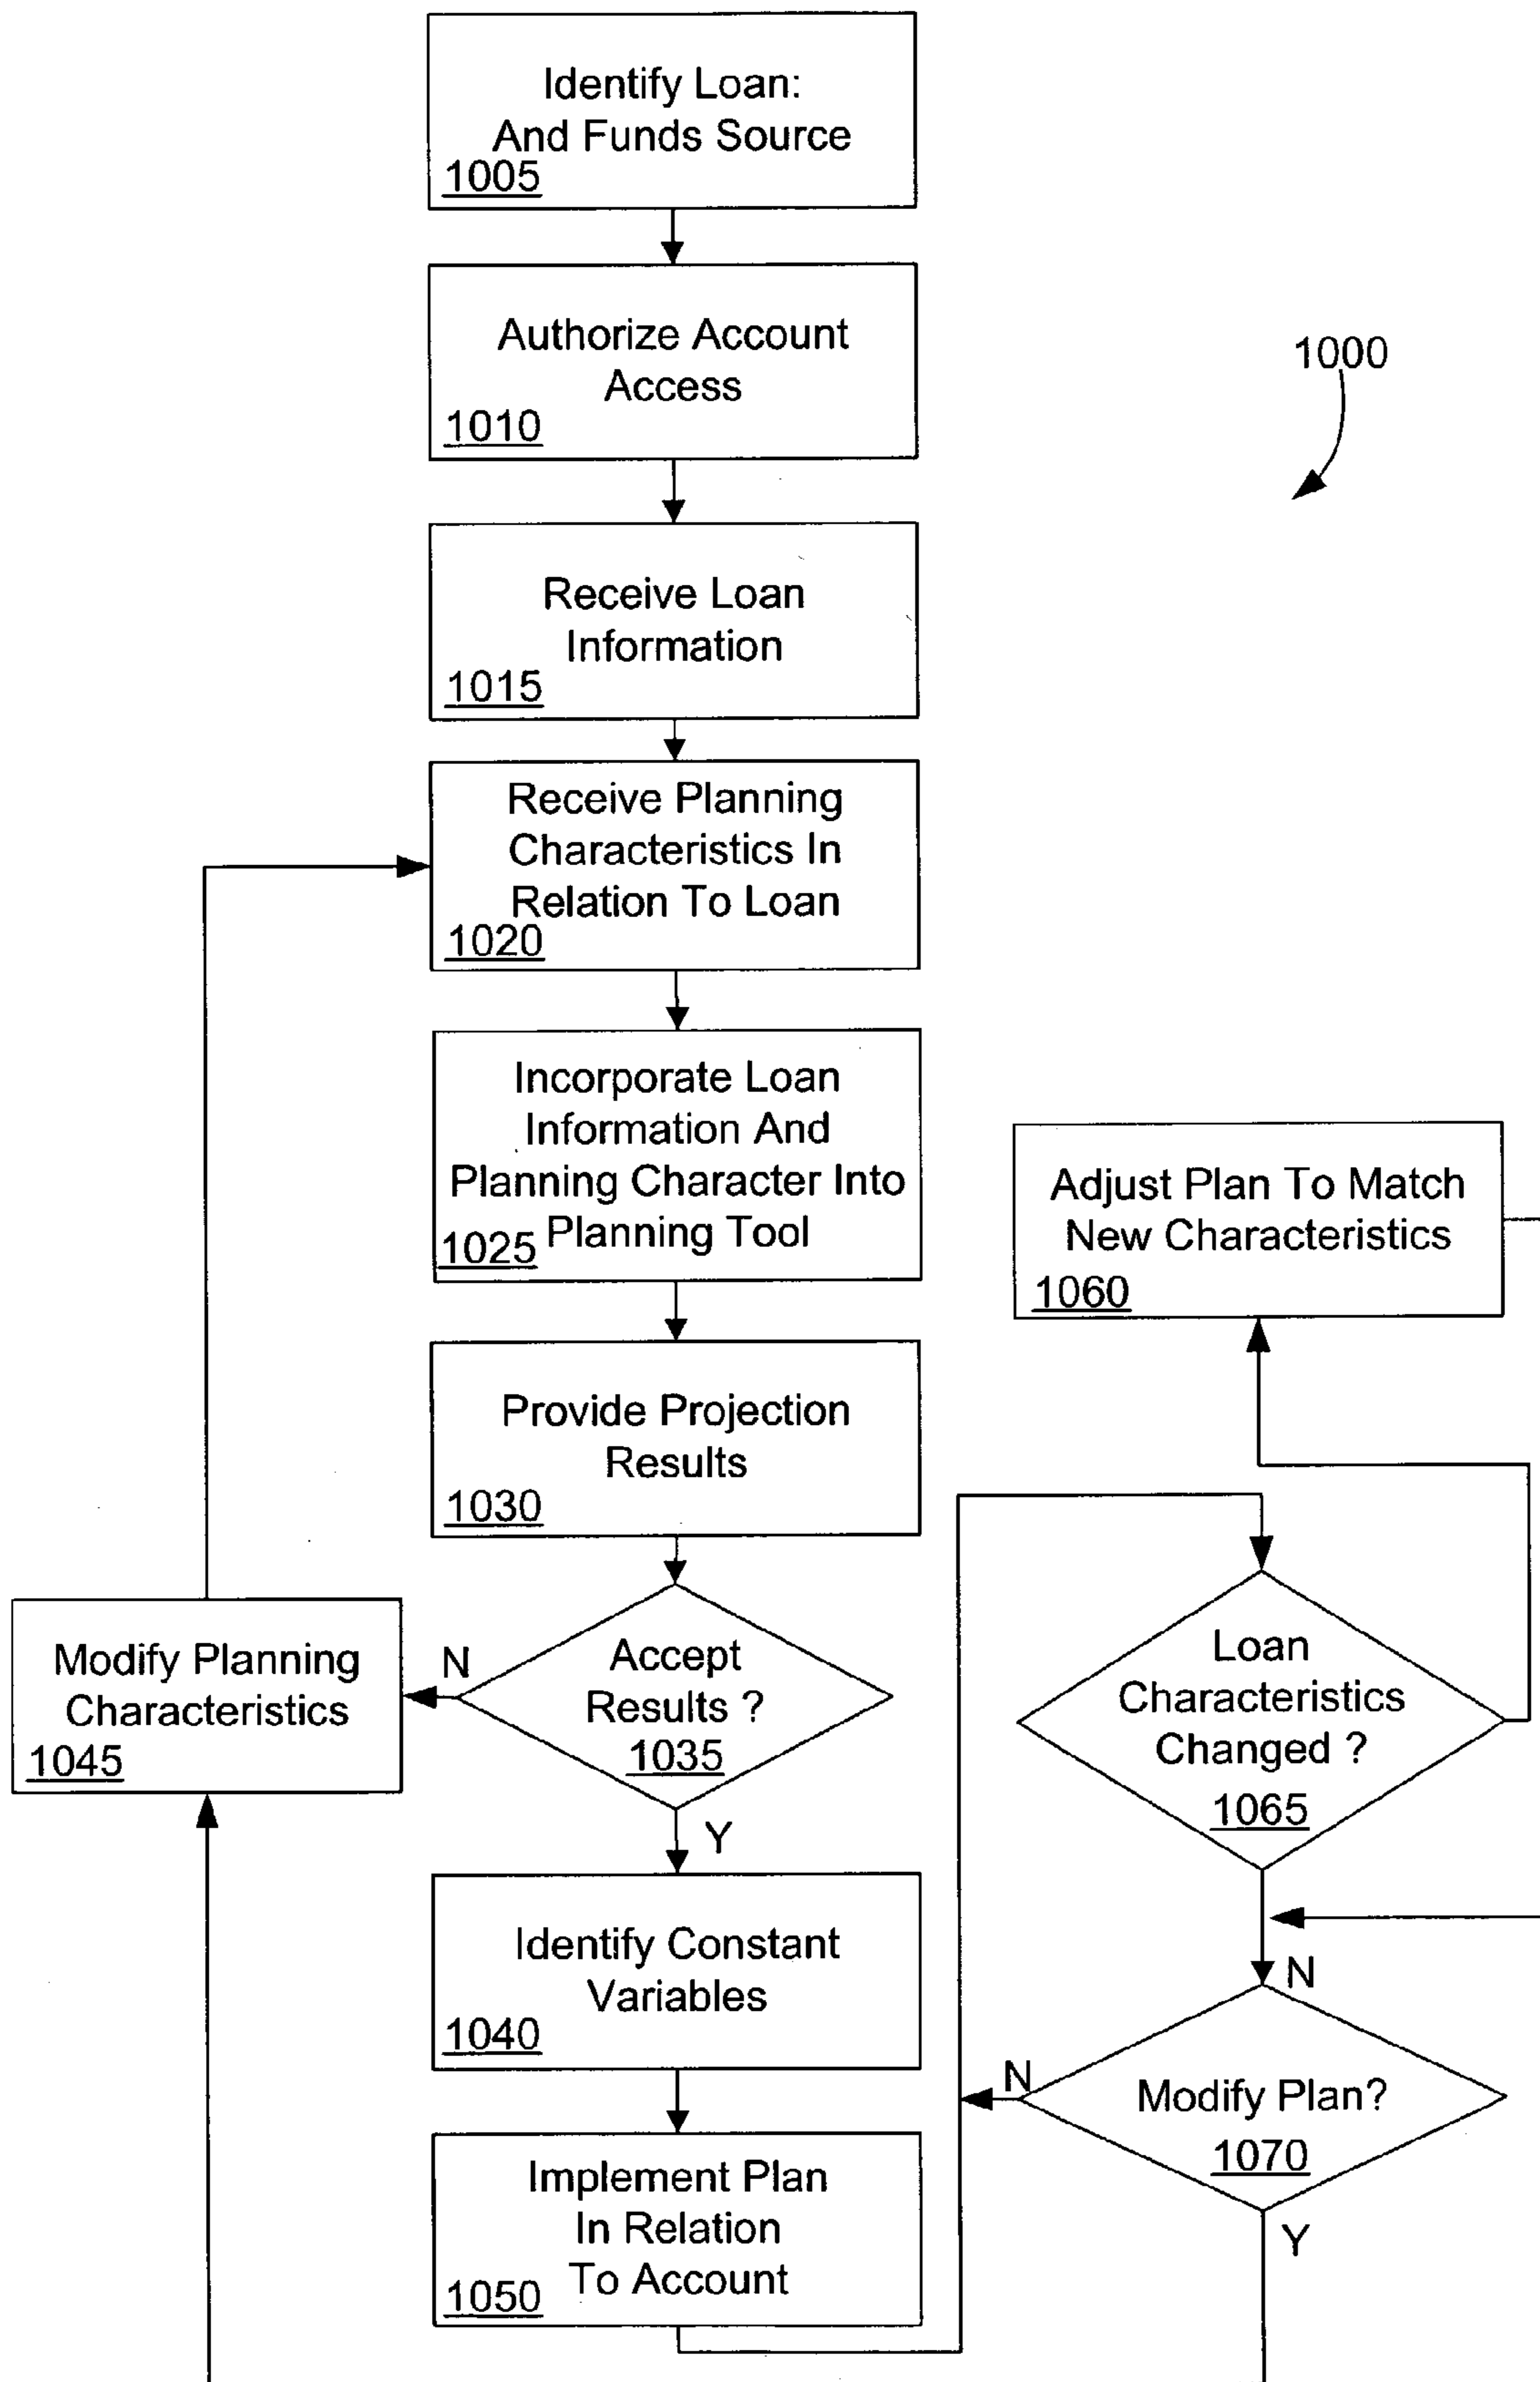 Identify Loan:
And Funds Source
1005
Authorize Account
Access
1010
1000
Receive Loan
Information
1015
Receive Planning
Characteristics In
Relation To Loan
1020
Incorporate Loan
Information And
Planning Character Into
Planning Tool
1025
Adjust Plan To Match
New Characteristics
1060
Provide Projection
Results
1030
Modify Planning
Characteristics
1045
N
Accept
Results ?
1035
Y
Loan
Characteristics
Changed ?
1065
N
Identify Constant
Variables
1040
N
Modify Plan?
1070
Y
Implement Plan
In Relation
To Account
1050